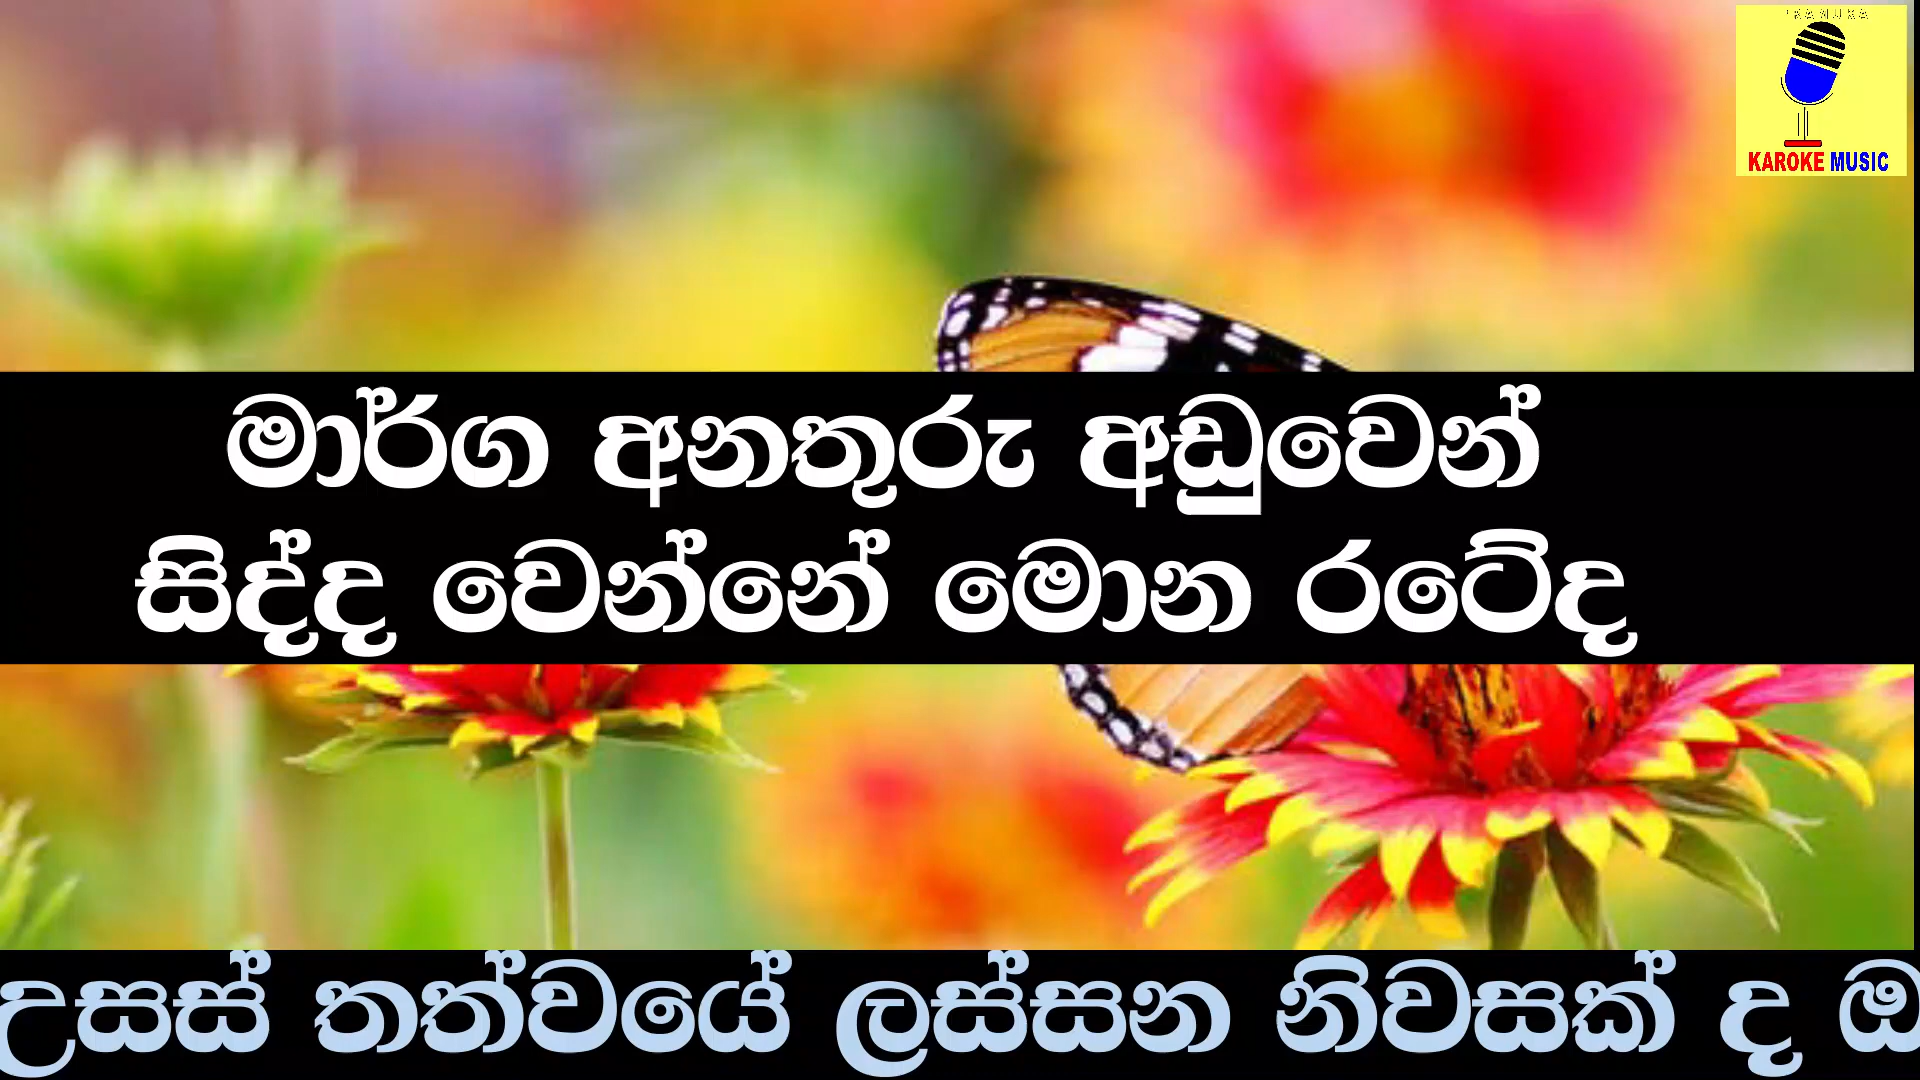 KAROKE MUSIC
මාර්ග අනතුරු අඩුවෙන්
සිද්ද වෙන්නේ මොන රටේද
උසස් තත්වයේ ලස්සන නිවසක් ද ඔ